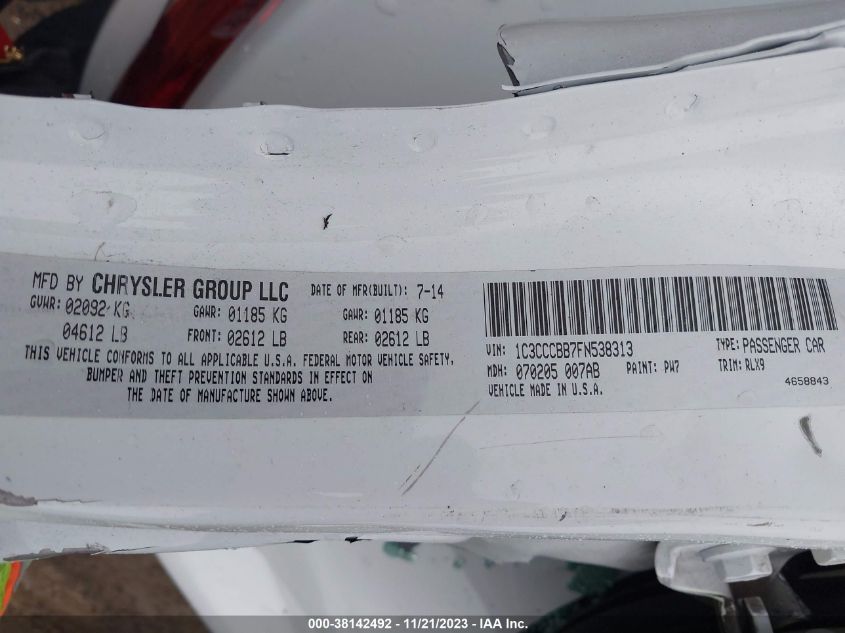 MFD BY CHRYSLER GROUP LLC DATE OF MFR(BUILT): 7-14
GVWR: 02092 KG GAWR: 01185 KG GAWR: 01185 KG
04612 LB FRONT: 02612 LB REAR: 02612 LB
THIS VEHICLE CONFORMS TO ALL APPLICABLE U.S.A. FEDERAL MOTOR VEHICLE SAFETY,
BUMPER AND THEFT PREVENTION STANDARDS IN EFFECT ON
THE DATE OF MANUFACTURE SHOWN ABOVE.
VIN: 1C3CCCBB7FN538313 TYPE: PASSENGER CAR
MDH: 070205 007AB PAINT: PW7 TRIM: RLX9
VEHICLE MADE IN U.S.A. 4658843
000-38142492 - 11/21/2023 - IAA Inc.